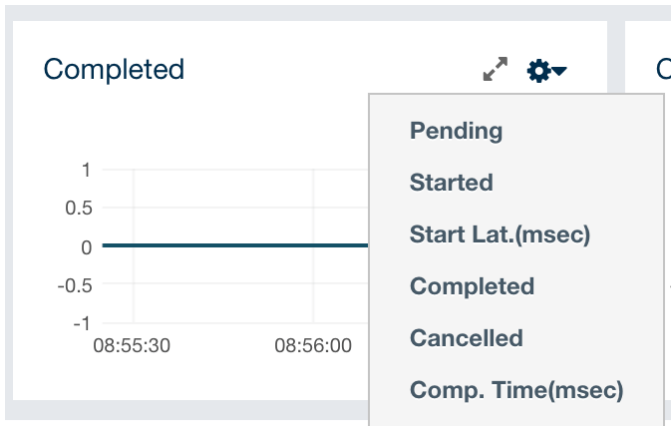 Completed
Pending
1
Started
0.5
Start Lat.(msec)
0
Completed
-0.5
Cancelled
-1
08:55:30 08:56:00
Comp. Time(msec)